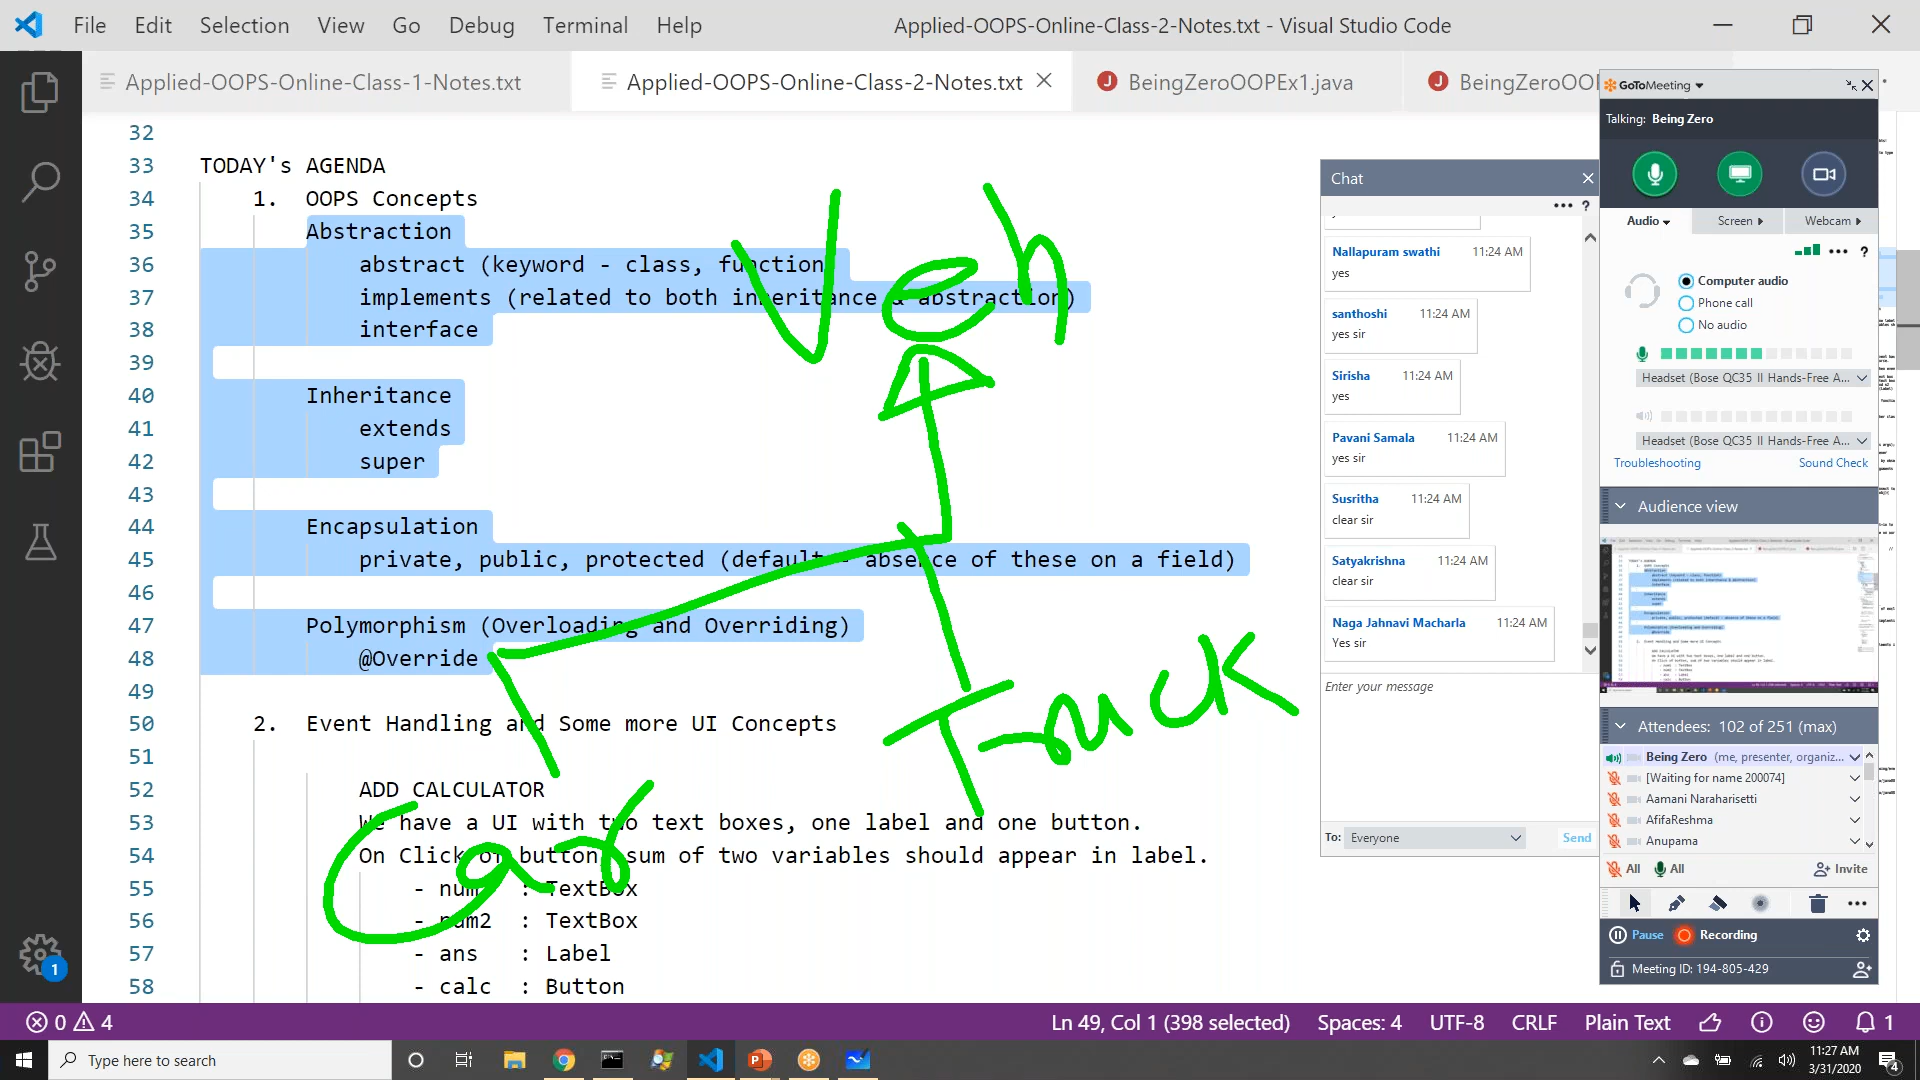 File Edit Selection View Go Debug Terminal Help
Applied-OOPS-Online-Class-2-Notes.txt - Visual Studio Code
Applied-OOPS-Online-Class-1-Notes.txt
Applied-OOPS-Online-Class-2-Notes.txt
BeingZeroOOPEx1.java
BeingZeroOOP
32
33 TODAY's AGENDA
34 1. OOPS Concepts
35 Abstraction
36 abstract (keyword - class, function
37 implements (related to both inheritance & abstraction)
38 interface
39
40 Inheritance
41 extends
42 super
43
44 Encapsulation
45 private, public, protected (default - absence of these on a field)
46
47 Polymorphism (Overloading and Overriding)
48 @Override
49
50 2. Event Handling and Some more UI Concepts
51
52 ADD CALCULATOR
53 We have a UI with two text boxes, one label and one button.
54 On Click of button, sum of two variables should appear in label.
55 - num : TextBox
56 - num2 : TextBox
57 - ans : Label
58 - calc : Button
Veh
Truck
Car
Chat
Nallapuram swathi 11:24 AM
yes
santhoshi 11:24 AM
yes sir
Sirisha 11:24 AM
yes
Pavani Samala 11:24 AM
yes sir
Susritha 11:24 AM
clear sir
Satyakrishna 11:24 AM
clear sir
Naga Jahnavi Macharla 11:24 AM
Yes sir
Enter your message
To: Everyone Send
GoToMeeting
Talking: Being Zero
Audio Screen Webcam
Computer audio
Phone call
No audio
Headset (Bose QC35 II Hands-Free A...
Headset (Bose QC35 II Hands-Free A...
Troubleshooting Sound Check
Audience view
Attendees: 102 of 251 (max)
Being Zero (me, presenter, organiz...
[Waiting for name 200074]
Aamani Naraharisetti
AfifaReshma
Anupama
All All Invite
Pause Recording
Meeting ID: 194-805-429
0 4
Ln 49, Col 1 (398 selected) Spaces: 4 UTF-8 CRLF Plain Text 1
Type here to search
11:27 AM
3/31/2020
4